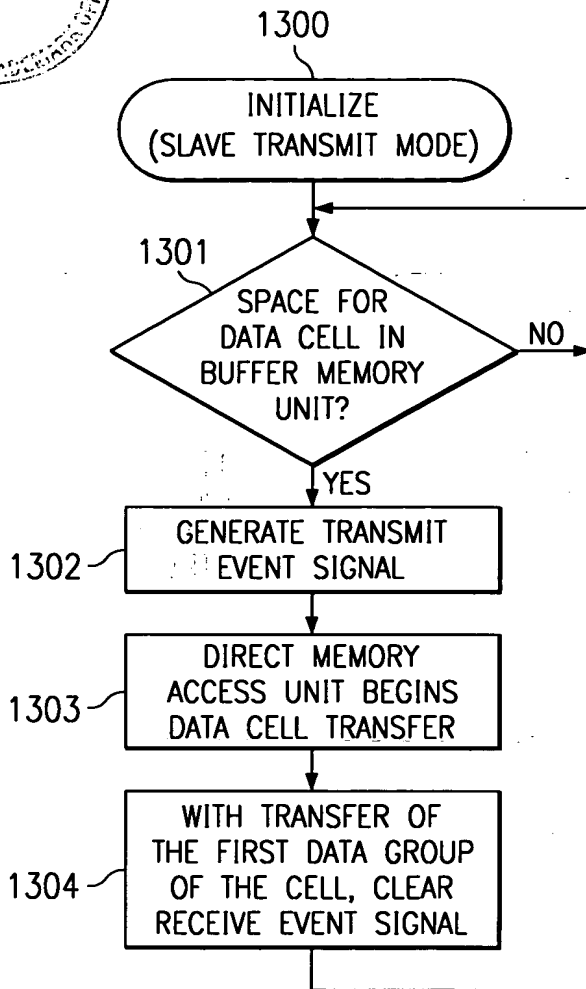 1300
INITIALIZE
(SLAVE TRANSMIT MODE)
1301
SPACE FOR
DATA CELL IN
BUFFER MEMORY
UNIT?
NO
YES
1302
GENERATE TRANSMIT
EVENT SIGNAL
1303
DIRECT MEMORY
ACCESS UNIT BEGINS
DATA CELL TRANSFER
1304
WITH TRANSFER OF
THE FIRST DATA GROUP
OF THE CELL, CLEAR
RECEIVE EVENT SIGNAL